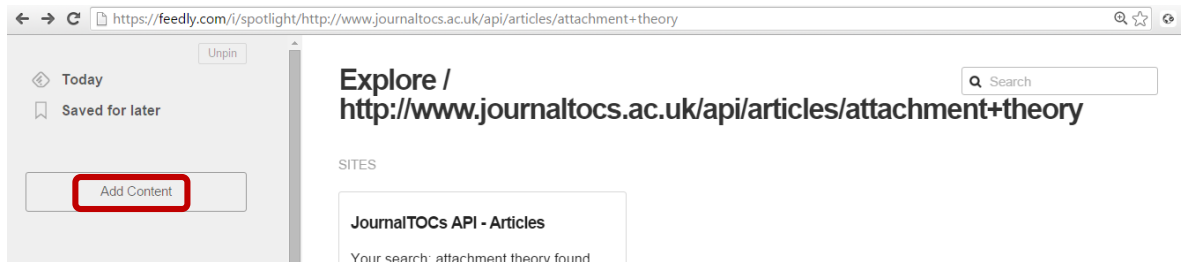 https://feedly.com/i/spotlight/http://www.journaltocs.ac.uk/api/articles/attachment+theory
Unpin
Today
Saved for later
Add Content
Explore /
http://www.journaltocs.ac.uk/api/articles/attachment+theory
Search
SITES
JournalTOCs API - Articles
Your search: attachment theory found